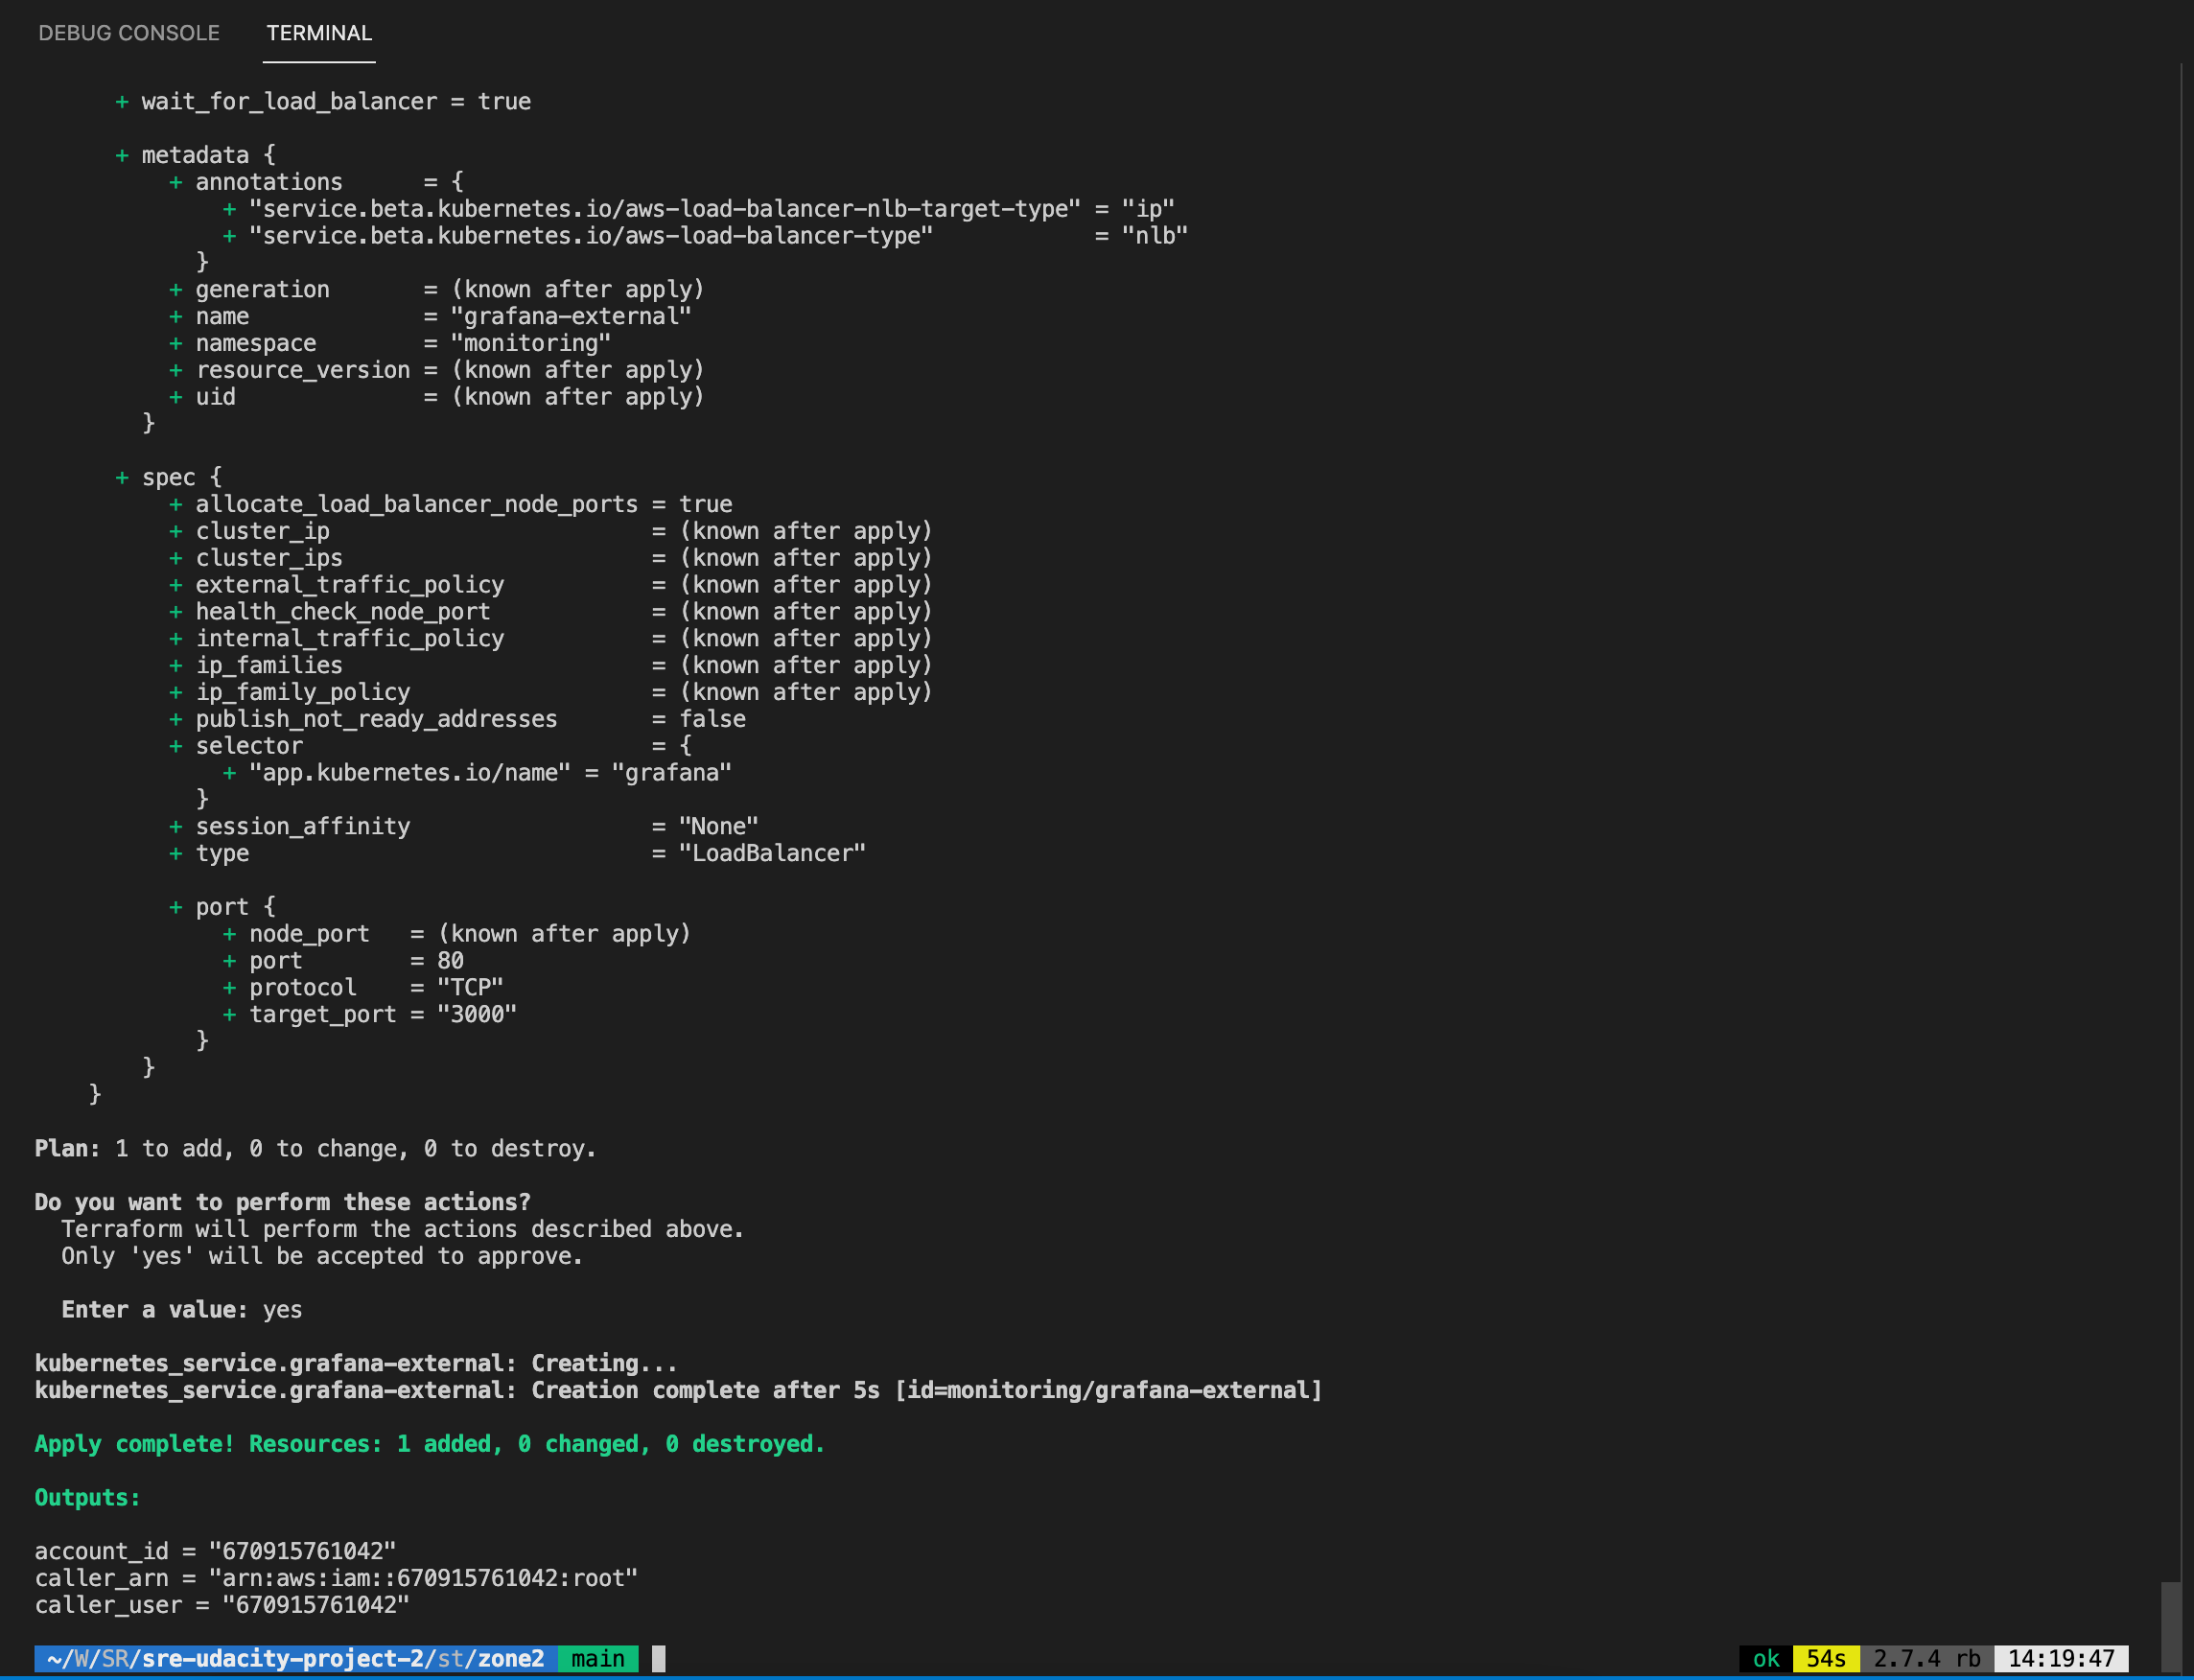 DEBUG CONSOLE TERMINAL
+ wait_for_load_balancer = true
+ metadata {
+ annotations = {
+ "service.beta.kubernetes.io/aws-load-balancer-nlb-target-type" = "ip"
+ "service.beta.kubernetes.io/aws-load-balancer-type" = "nlb"
}
+ generation = (known after apply)
+ name = "grafana-external"
+ namespace = "monitoring"
+ resource_version = (known after apply)
+ uid = (known after apply)
}
+ spec {
+ allocate_load_balancer_node_ports = true
+ cluster_ip = (known after apply)
+ cluster_ips = (known after apply)
+ external_traffic_policy = (known after apply)
+ health_check_node_port = (known after apply)
+ internal_traffic_policy = (known after apply)
+ ip_families = (known after apply)
+ ip_family_policy = (known after apply)
+ publish_not_ready_addresses = false
+ selector = {
+ "app.kubernetes.io/name" = "grafana"
}
+ session_affinity = "None"
+ type = "LoadBalancer"
+ port {
+ node_port = (known after apply)
+ port = 80
+ protocol = "TCP"
+ target_port = "3000"
}
}
}
Plan: 1 to add, 0 to change, 0 to destroy.
Do you want to perform these actions?
Terraform will perform the actions described above.
Only 'yes' will be accepted to approve.
Enter a value: yes
kubernetes_service.grafana-external: Creating...
kubernetes_service.grafana-external: Creation complete after 5s [id=monitoring/grafana-external]
Apply complete! Resources: 1 added, 0 changed, 0 destroyed.
Outputs:
account_id = "670915761042"
caller_arn = "arn:aws:iam::670915761042:root"
caller_user = "670915761042"
~/W/SR/sre-udacity-project-2/st/zone2 main ok 54s 2.7.4 rb 14:19:47